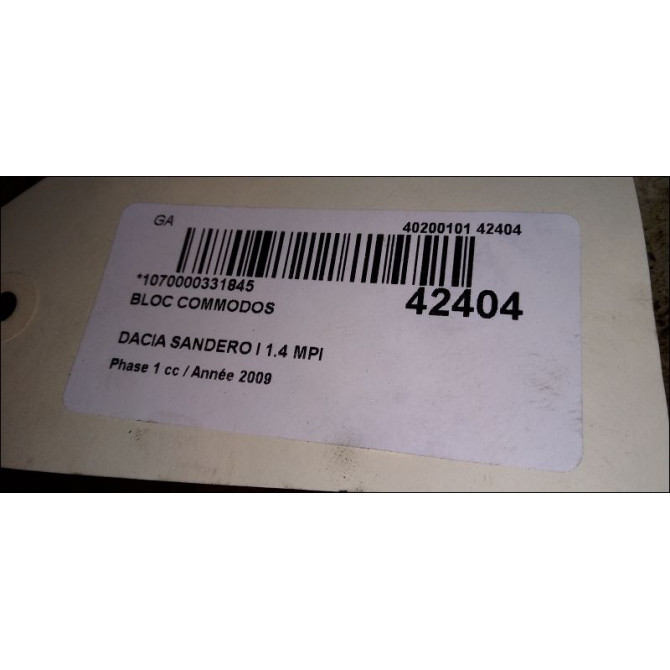 GA 40200101 42404
*1070000331845
BLOC COMMODOS 42404
DACIA SANDERO I 1.4 MPI
Phase 1 cc / Année 2009